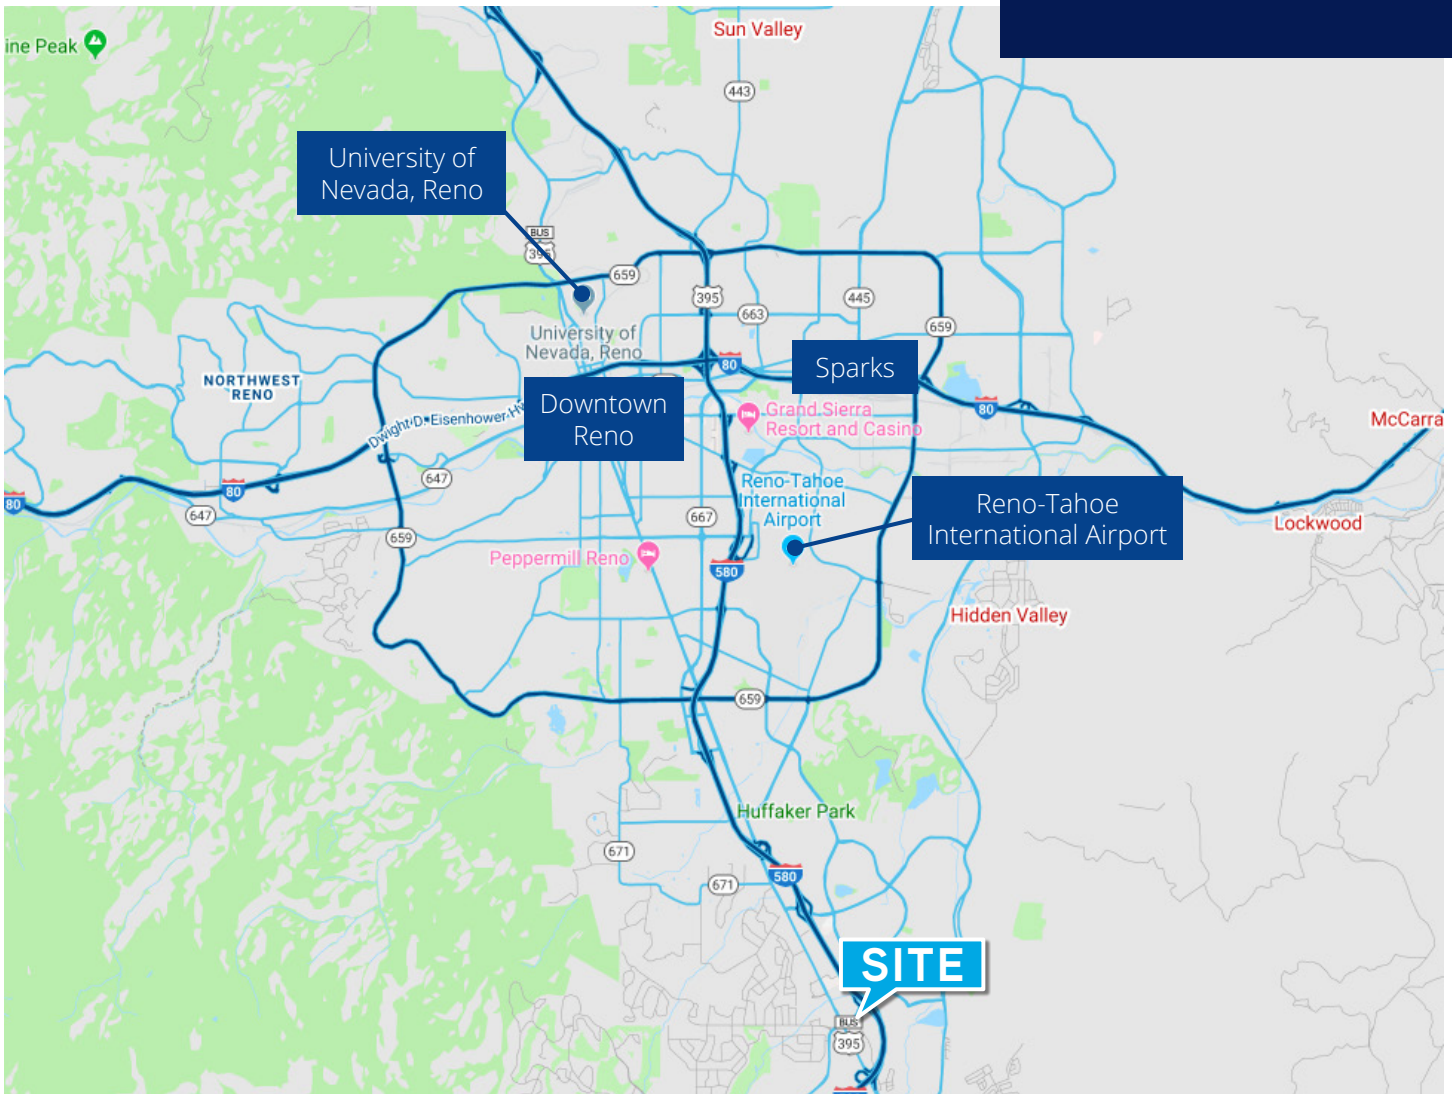 Sun Valley
ine Peak
443
University of
Nevada, Reno
BUS
395
659
395
445
663
659
University of
Nevada, Reno
80
Sparks
NORTHWEST
RENO
Downtown
Reno
80
Grand Sierra
Resort and Casino
McCarra
Dwight D. Eisenhower H
647
Reno-Tahoe
International
Airport
80
80
647
667
Reno-Tahoe
International Airport
Lockwood
659
Peppermill Reno
580
Hidden Valley
659
Huffaker Park
671
580
671
SITE
BUS
395